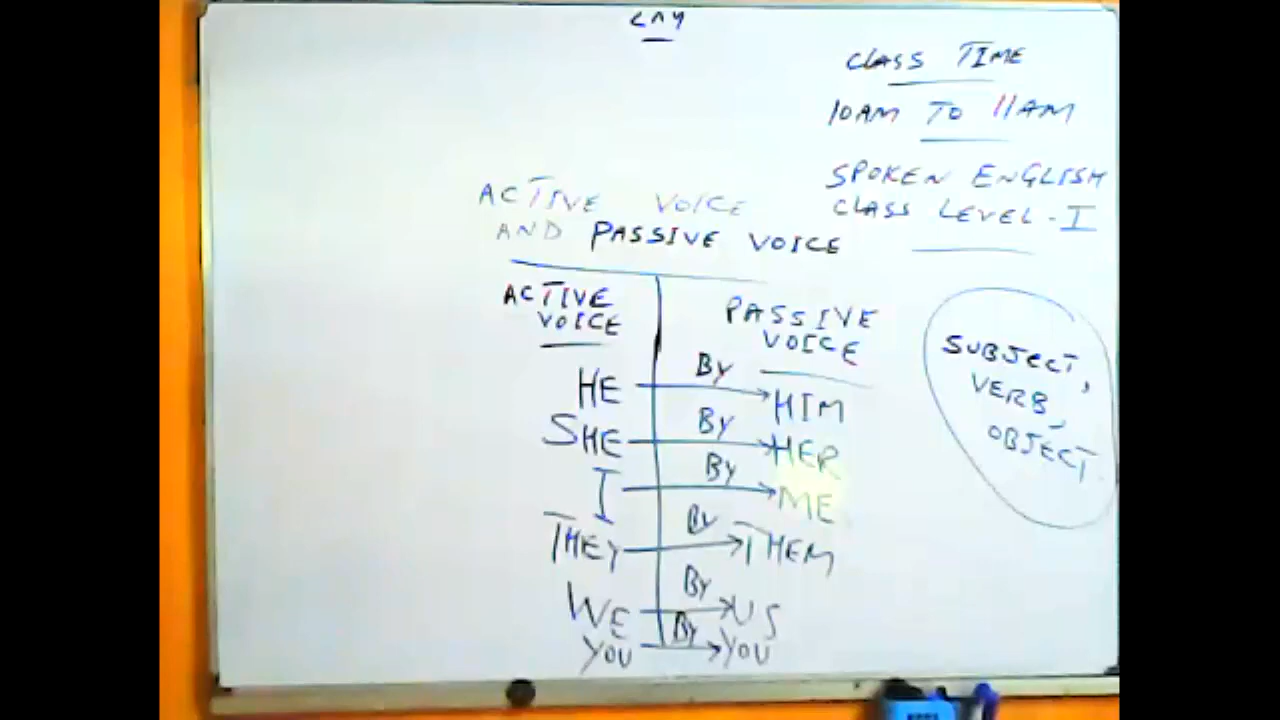 CLASS TIME
10AM TO 11AM
SPOKEN ENGLISH
CLASS LEVEL - I
ACTIVE VOICE
AND PASSIVE VOICE
ACTIVE
VOICE
PASSIVE
VOICE
HE BY HIM
SHE BY HER
I BY ME
THEY BY THEM
WE BY US
YOU BY YOU
SUBJECT,
VERB,
OBJECT